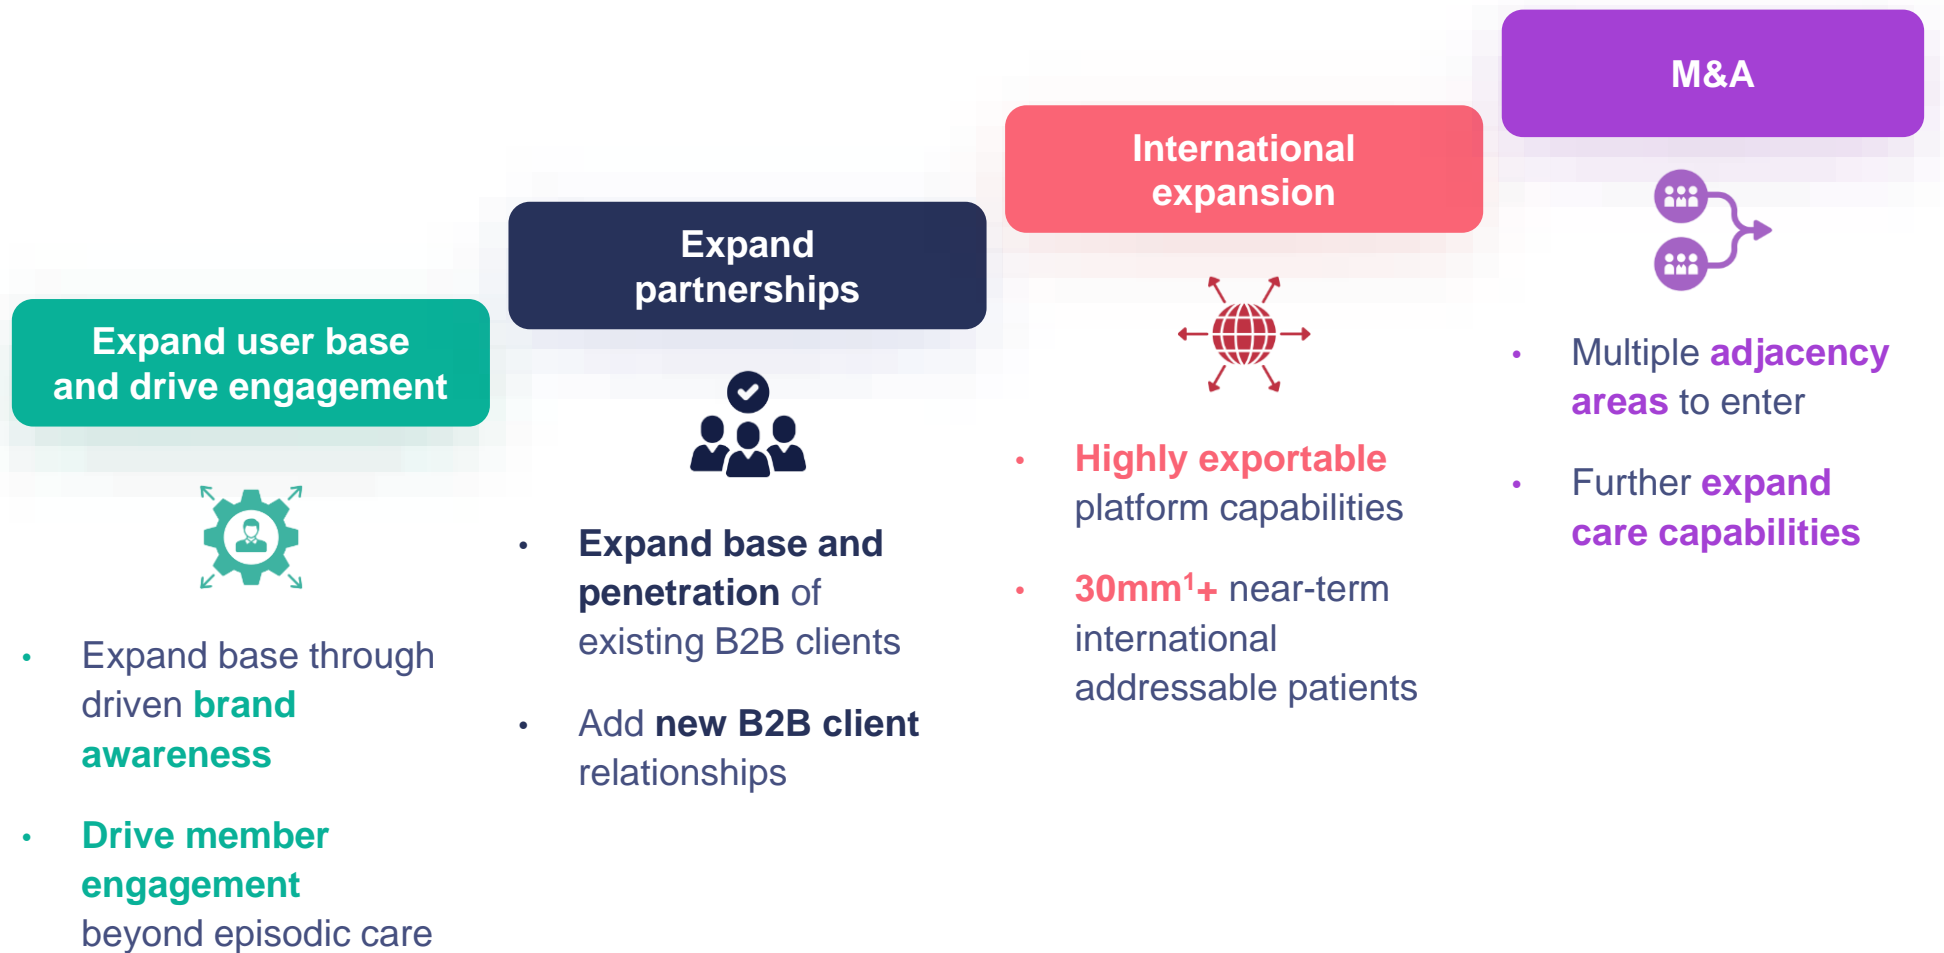 Expand user base
and drive engagement
• Expand base through
driven brand
awareness
• Drive member
engagement
beyond episodic care
Expand
partnerships
• Expand base and
penetration of
existing B2B clients
• Add new B2B client
relationships
International
expansion
• Highly exportable
platform capabilities
• 30mm¹+ near-term
international
addressable patients
M&A
• Multiple adjacency
areas to enter
• Further expand
care capabilities